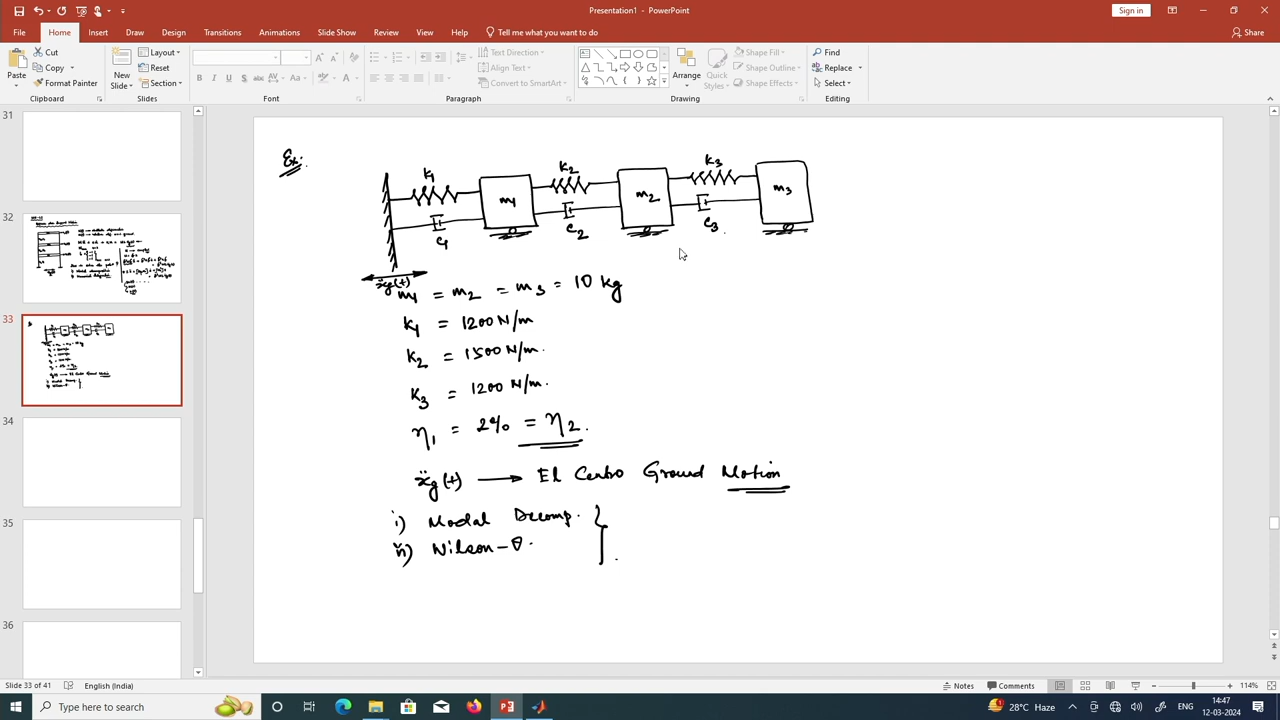 Presentation1 - PowerPoint
Sign in
File Home Insert Draw Design Transitions Animations Slide Show Review View Help Tell me what you want to do Share
Paste
Cut
Copy
Format Painter
Clipboard
New
Slide
Layout
Reset
Section
Slides
B I U S ab AV Aa A
Font
Text Direction
Align Text
Convert to SmartArt
Paragraph
Arrange
Quick
Styles
Shape Fill
Shape Outline
Shape Effects
Drawing
Find
Replace
Select
Editing
31
32
33
34
35
36
Ex:
k1 k2 k3
m1 m2 m3
c1 c2 c3
ẍg(t)
m1 = m2 = m3 = 10 kg
k1 = 1200 N/m
k2 = 1500 N/m.
k3 = 1200 N/m.
η1 = 2% = η2.
ẍg(t) → El Centro Ground Motion
i) Modal Decomp.
ii) Wilson-θ.
Slide 33 of 41
English (India)
Notes
Comments
114%
Type here to search
28°C Haze
ENG
14:47
12-03-2024